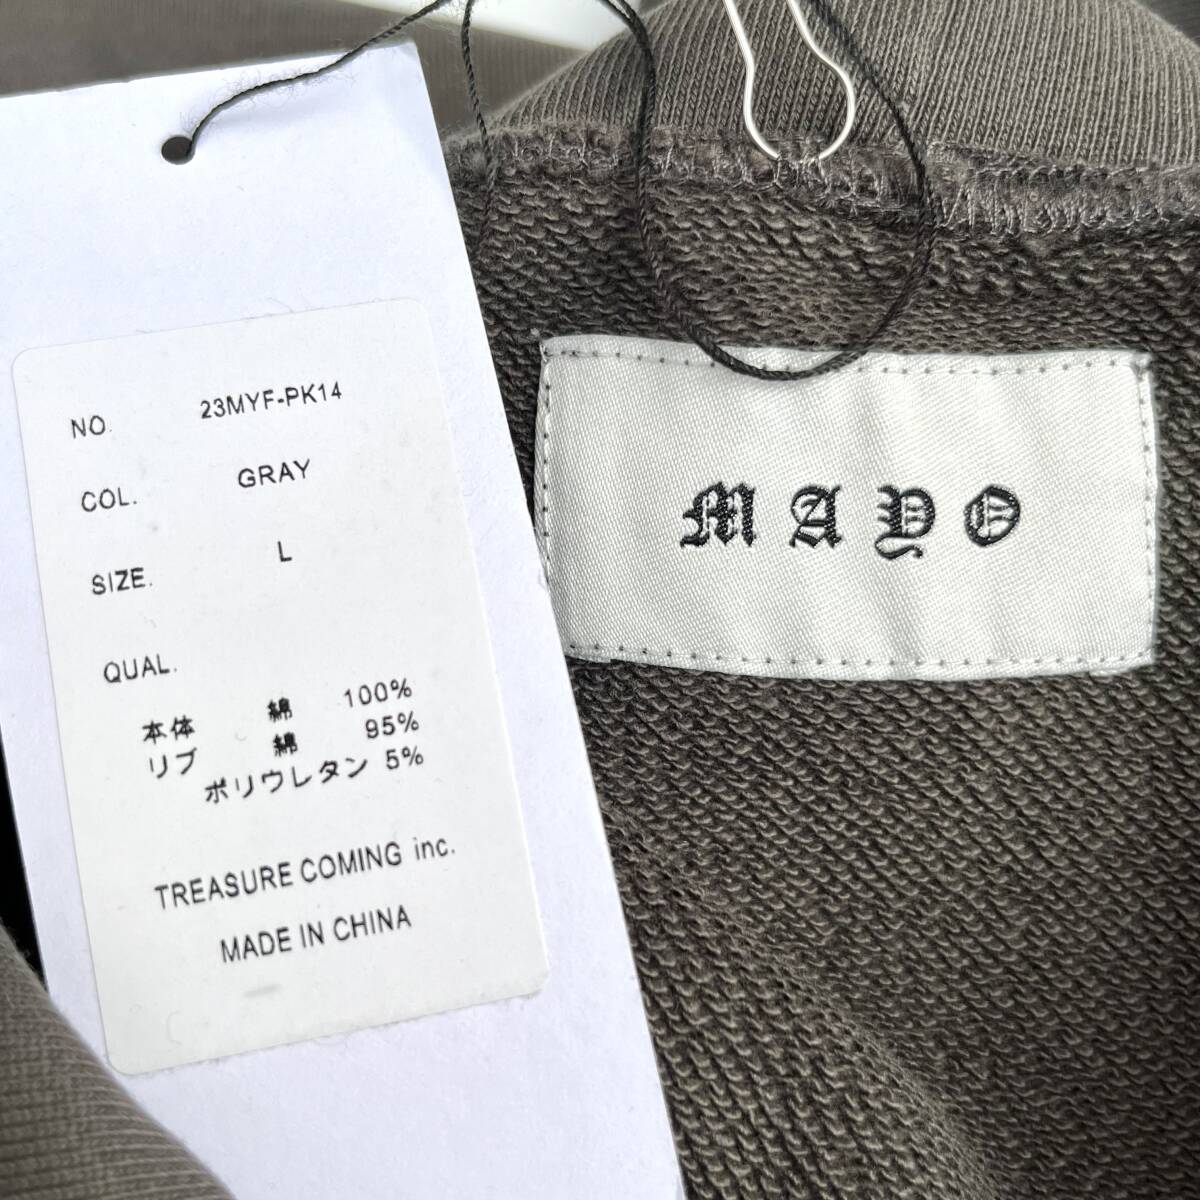 NO. 23MYF-PK14
COL. GRAY
SIZE. L
QUAL.
本体 綿 100%
リブ 綿 95%
ポリウレタン 5%
TREASURE COMING inc.
MADE IN CHINA
MAYO